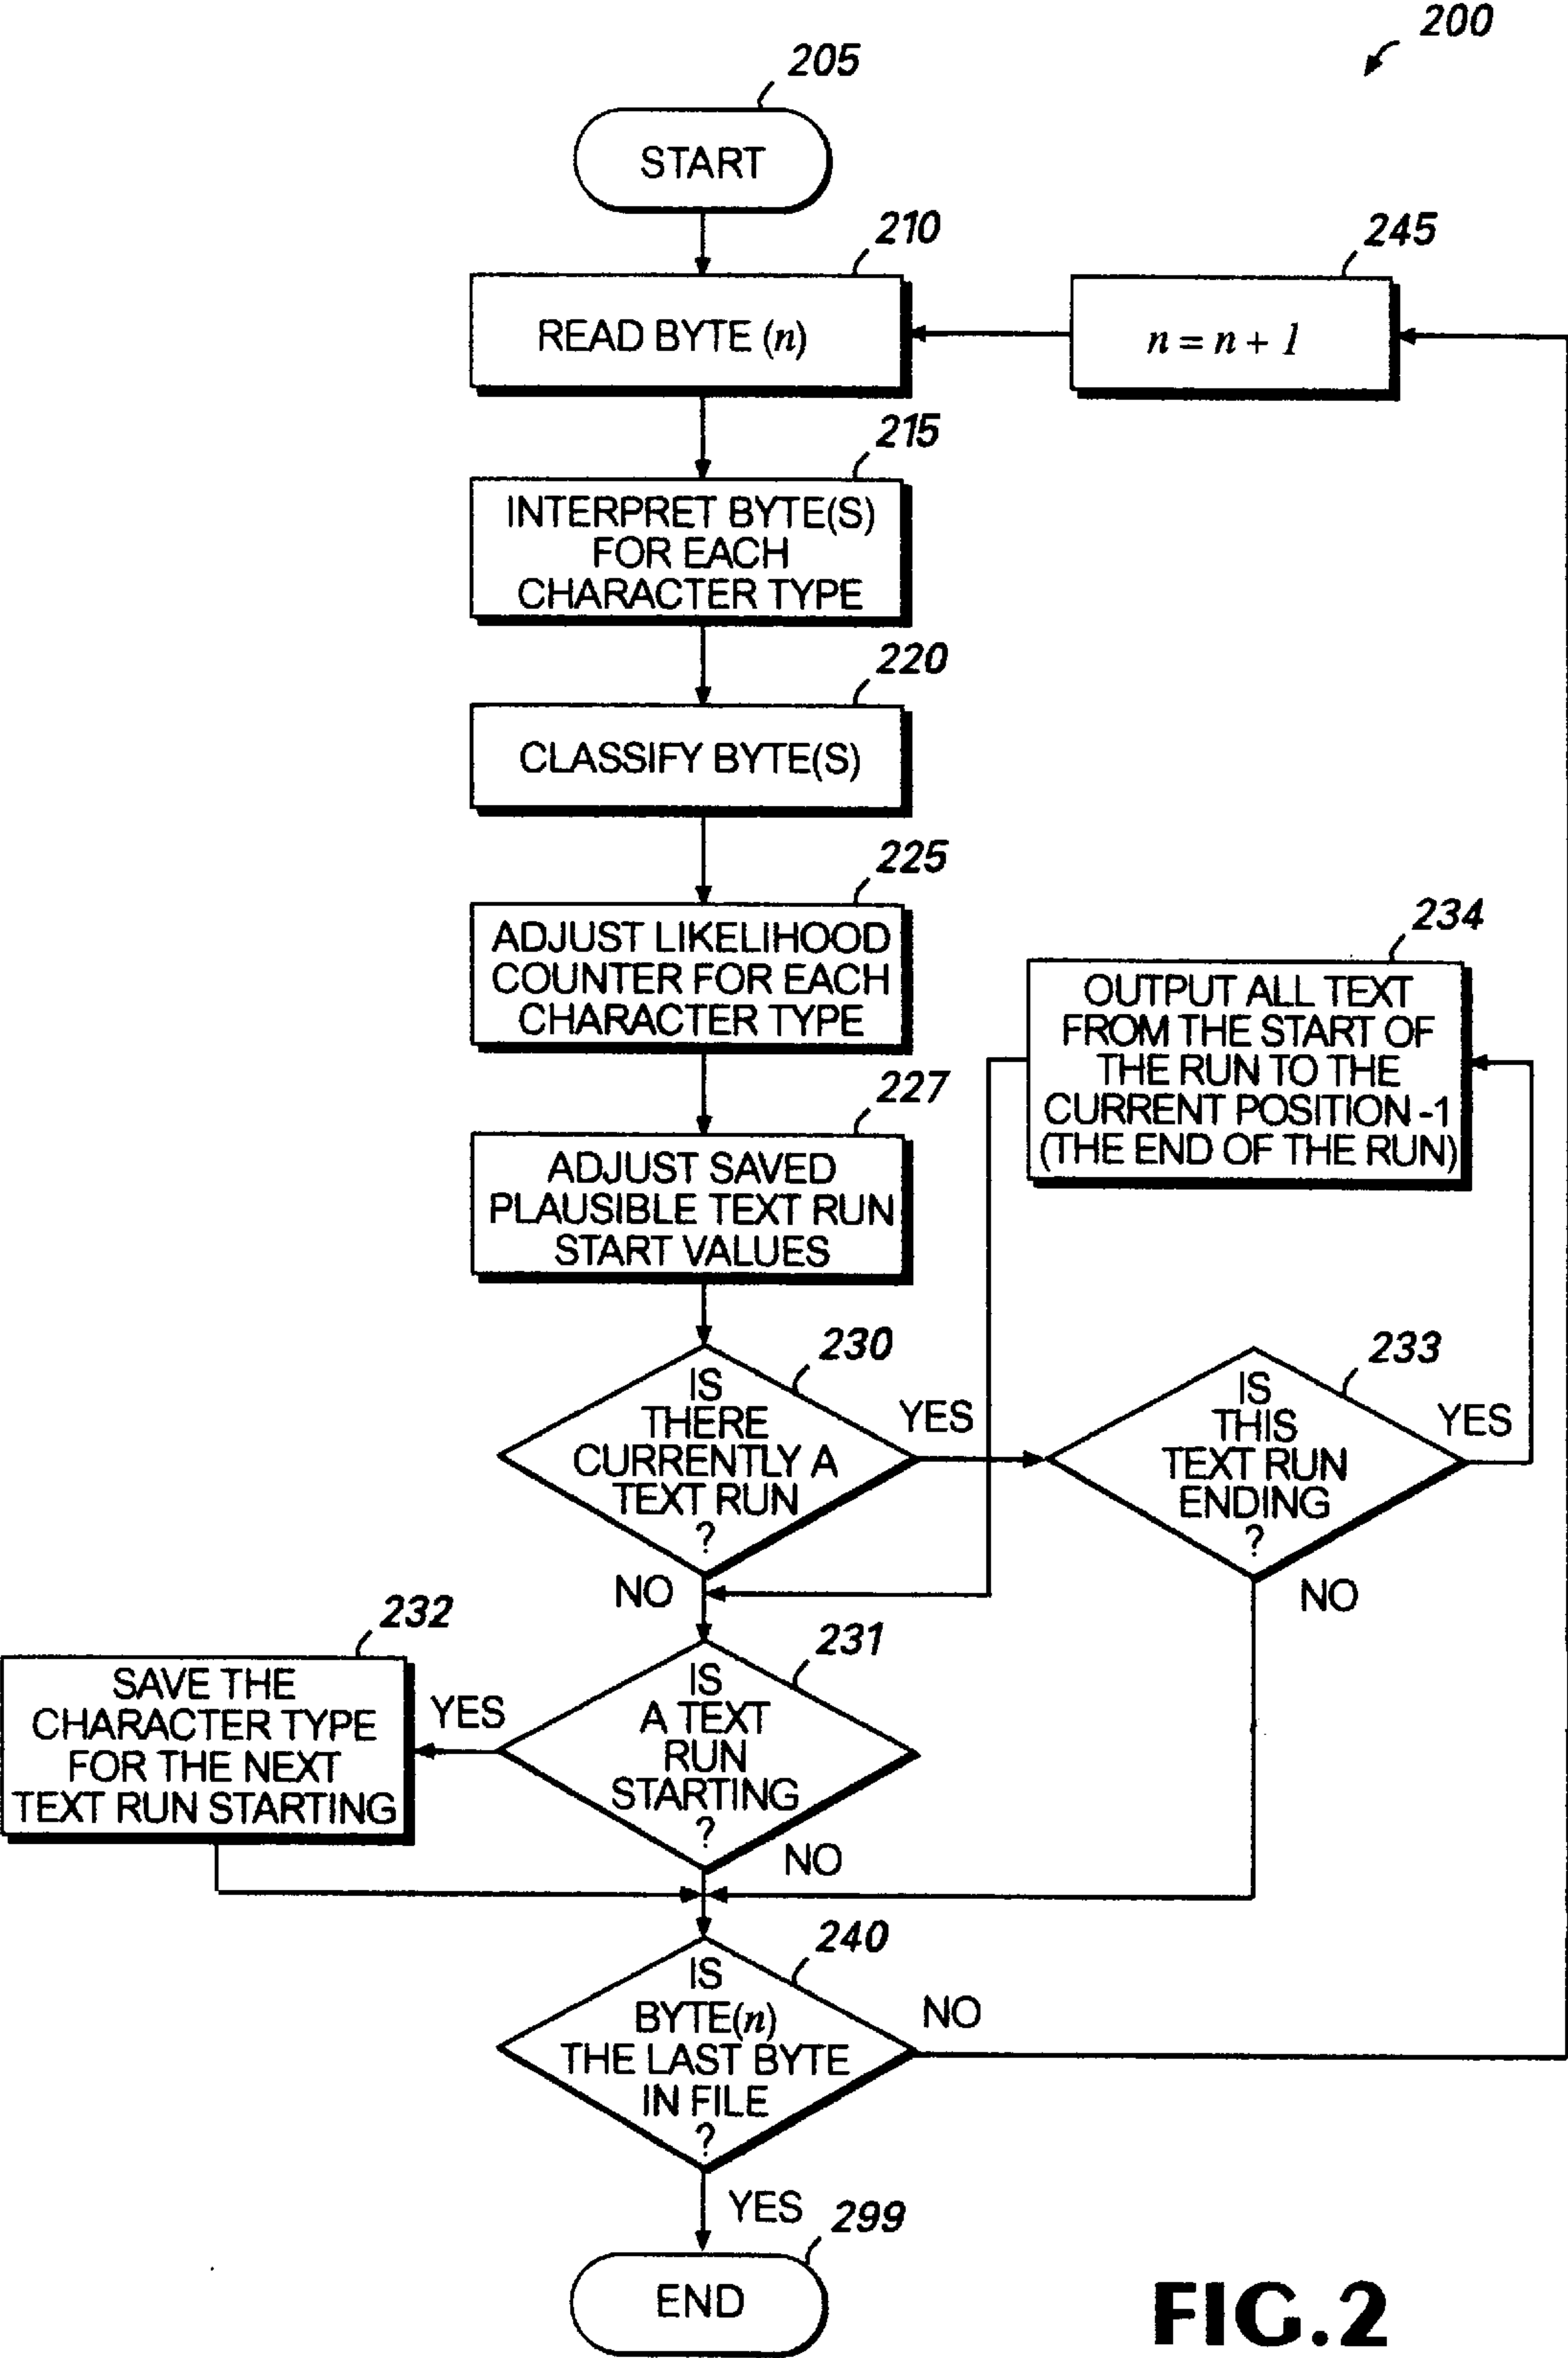 200
205
START
210
READ BYTE (n)
245
n = n + 1
215
INTERPRET BYTE(S)
FOR EACH
CHARACTER TYPE
220
CLASSIFY BYTE(S)
225
ADJUST LIKELIHOOD
COUNTER FOR EACH
CHARACTER TYPE
234
OUTPUT ALL TEXT
FROM THE START OF
THE RUN TO THE
CURRENT POSITION -1
(THE END OF THE RUN)
227
ADJUST SAVED
PLAUSIBLE TEXT RUN
START VALUES
230
IS
THERE
CURRENTLY A
TEXT RUN
?
YES
NO
233
IS
THIS
TEXT RUN
ENDING
?
YES
NO
232
SAVE THE
CHARACTER TYPE
FOR THE NEXT
TEXT RUN STARTING
YES
231
IS
A TEXT
RUN
STARTING
?
NO
240
IS
BYTE(n)
THE LAST BYTE
IN FILE
?
NO
YES
299
END
FIG.2